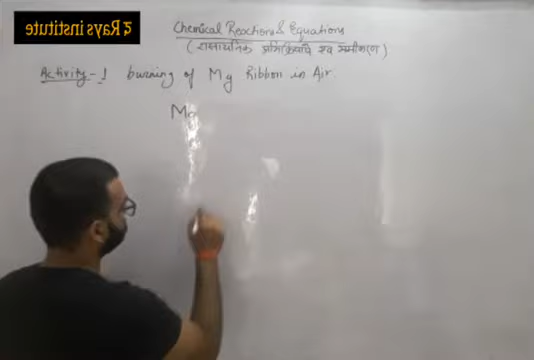 Z Rays institute
Chemical Reactions & Equations
(रासायनिक अभिक्रियाएँ एवं समीकरण)
Activity-1 burning of Mg Ribbon in Air
Mg